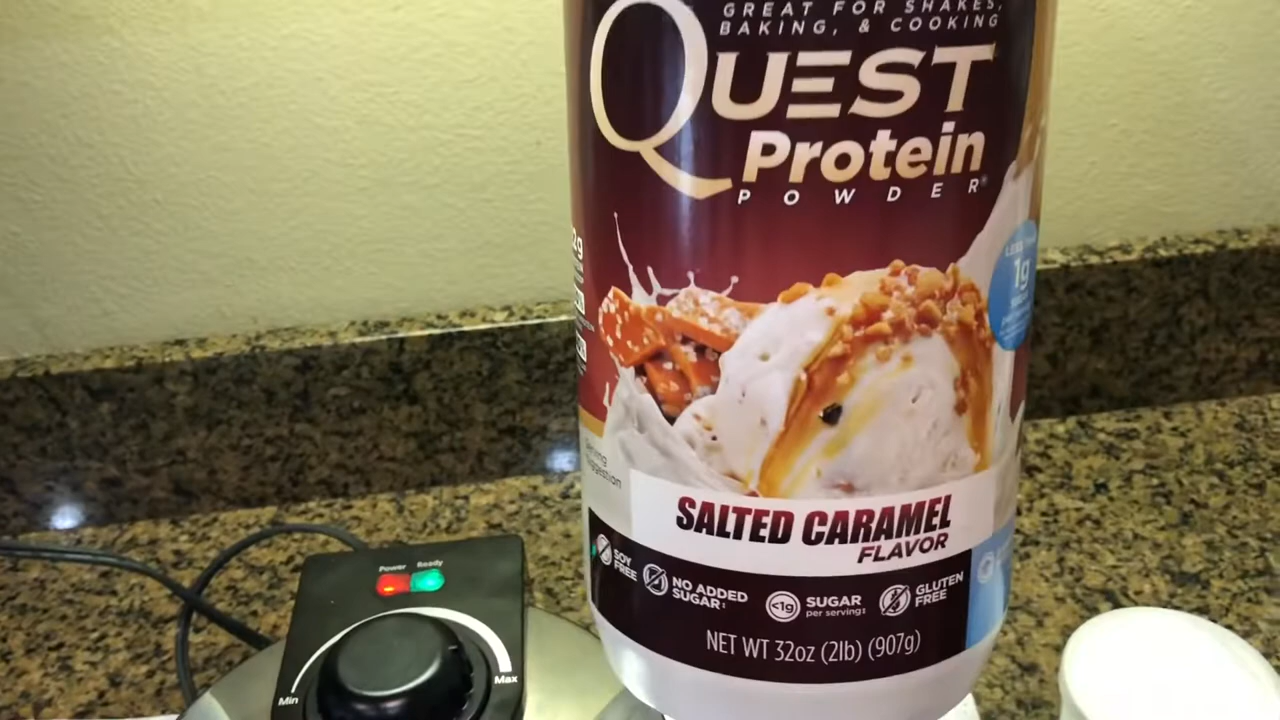 GREAT FOR SHAKES,
BAKING, & COOKING
QUEST
Protein
POWDER®
1g
SALTED CARAMEL
FLAVOR
SOY
FREE
NO ADDED
SUGAR‡
<1g
SUGAR
per serving‡
GLUTEN
FREE
NET WT 32oz (2lb) (907g)
Power
Ready
Min
Max